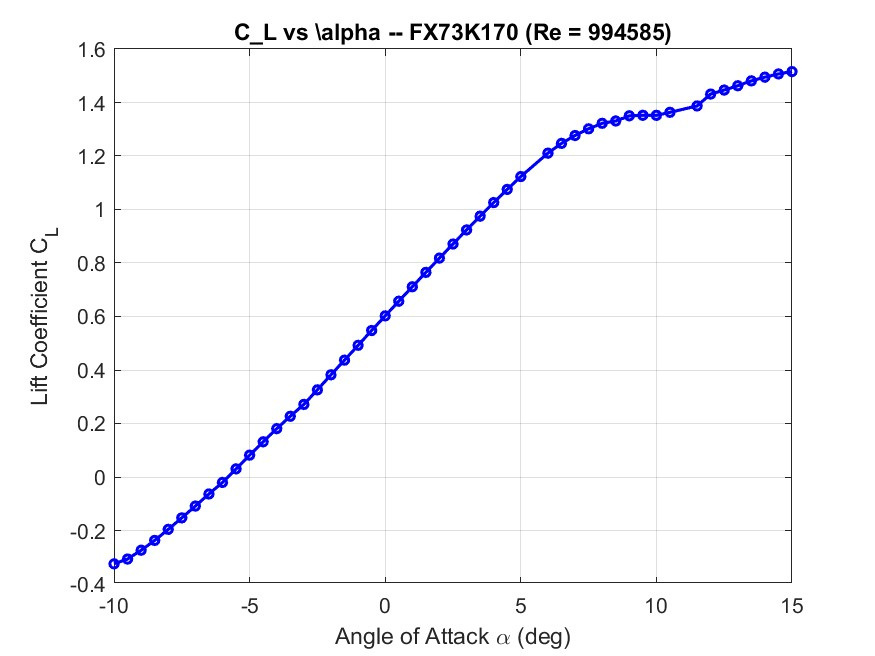 C_L vs \alpha -- FX73K170 (Re = 994585)
1.6
1.4
1.2
1
0.8
0.6
0.4
0.2
0
-0.2
-0.4
Lift Coefficient C_L
-10 -5 0 5 10 15
Angle of Attack α (deg)